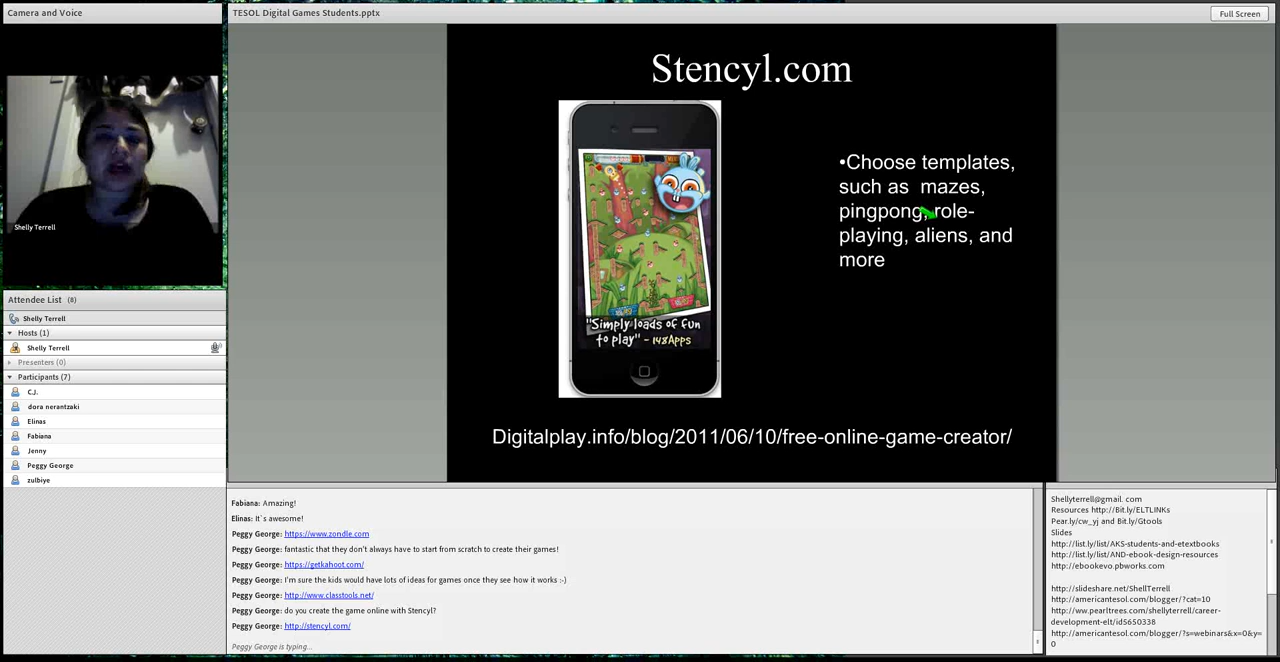 Camera and Voice
Shelly Terrell
Attendee List (8)
Shelly Terrell
Hosts (1)
Shelly Terrell
Presenters (0)
Participants (7)
C.J.
dora nerantzaki
Elinas
Fabiana
Jenny
Peggy George
zulbiye
TESOL Digital Games Students.pptx
Full Screen
Stencyl.com
"Simply loads of fun
to play" - 148Apps
•Choose templates,
such as mazes,
pingpong, role-
playing, aliens, and
more
Digitalplay.info/blog/2011/06/10/free-online-game-creator/
Fabiana: Amazing!
Elinas: It`s awesome!
Peggy George: https://www.zondle.com
Peggy George: fantastic that they don't always have to start from scratch to create their games!
Peggy George: https://getkahoot.com/
Peggy George: I'm sure the kids would have lots of ideas for games once they see how it works :-)
Peggy George: http://www.classtools.net/
Peggy George: do you create the game online with Stencyl?
Peggy George: http://stencyl.com/
Peggy George is typing...
Shellyterrell@gmail. com
Resources http://Bit.ly/ELTLINKs
Pear.ly/cw_yj and Bit.ly/Gtools
Slides
http://list.ly/list/AKS-students-and-etextbooks
http://list.ly/list/AND-ebook-design-resources
http://ebookevo.pbworks.com
http://slideshare.net/ShellTerrell
http://americantesol.com/blogger/?cat=10
http://ww.pearltrees.com/shellyterrell/career-
development-elt/id5650338
http://americantesol.com/blogger/?s=webinars&x=0&y=
0